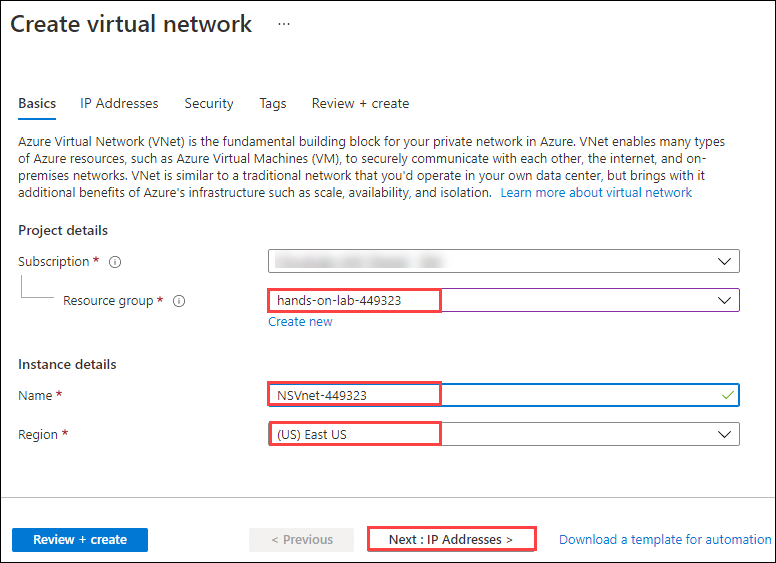 Create virtual network ...
Basics IP Addresses Security Tags Review + create
Azure Virtual Network (VNet) is the fundamental building block for your private network in Azure. VNet enables many types
of Azure resources, such as Azure Virtual Machines (VM), to securely communicate with each other, the internet, and on-
premises networks. VNet is similar to a traditional network that you'd operate in your own data center, but brings with it
additional benefits of Azure's infrastructure such as scale, availability, and isolation. Learn more about virtual network
Project details
Subscription *
Resource group * hands-on-lab-449323
Create new
Instance details
Name * NSVnet-449323
Region * (US) East US
Review + create < Previous Next : IP Addresses > Download a template for automation